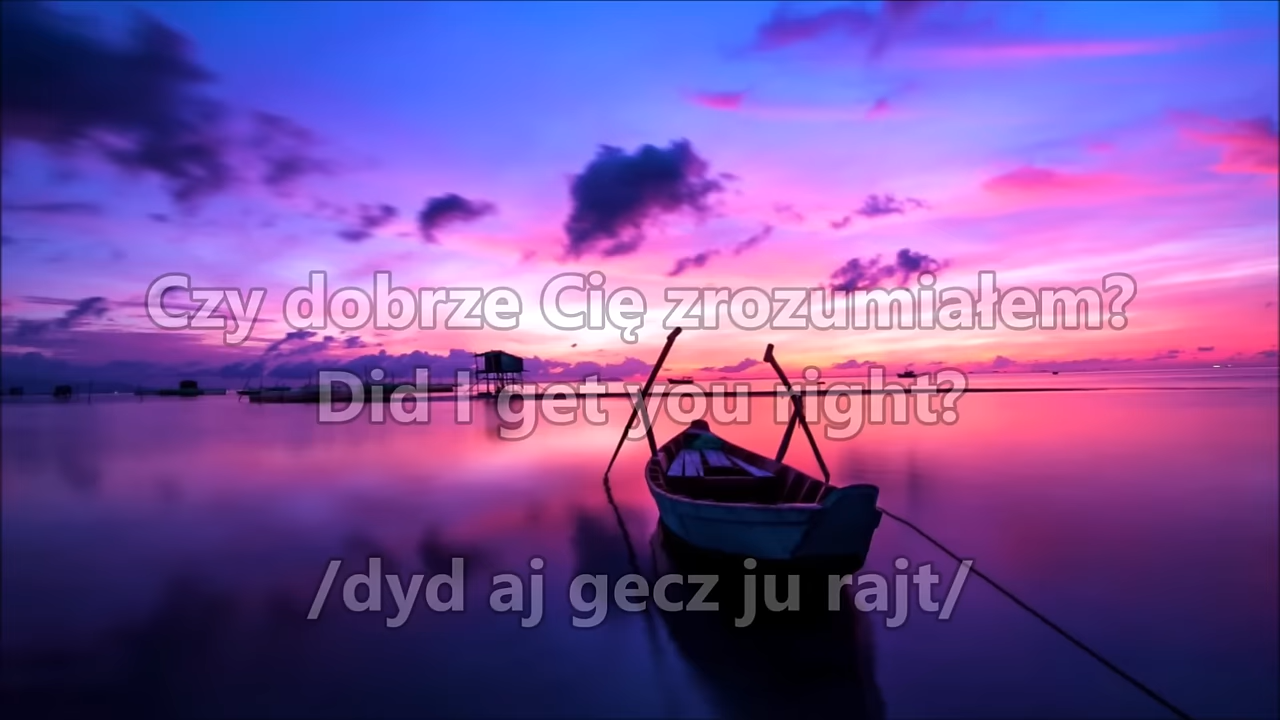 Czy dobrze Cię zrozumiałem?
Did I get you right?
/dyd aj gecz ju rajt/